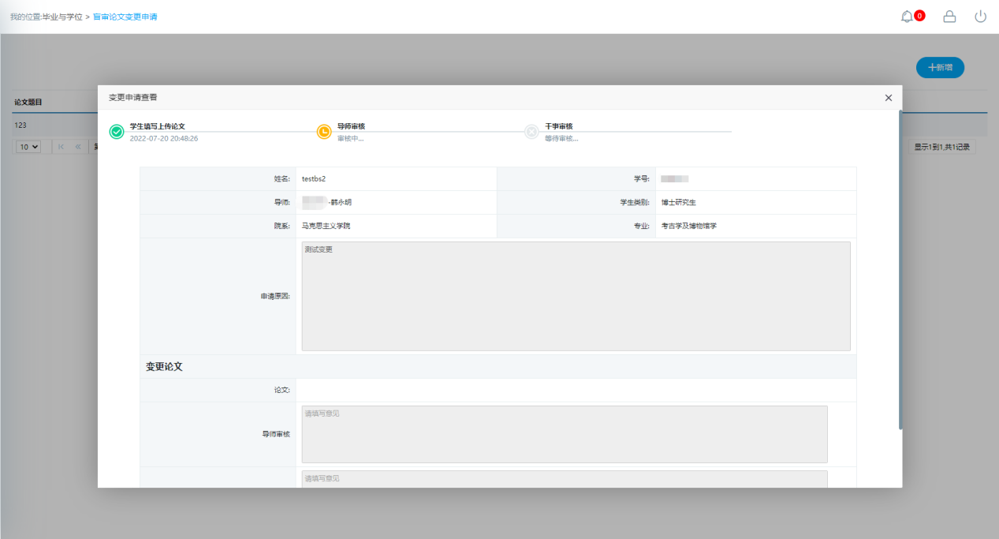 我的位置:毕业与学位 > 盲审论文变更申请
0
新增
变更申请查看
论文题目
学生填写上传论文
导师审核
干事审核
123
2022-07-20 20:48:26
审核中...
等待审核...
10
显示1到1,共1记录
姓名:
testbs2
学号:
导师:
-韩永明
学生类别:
博士研究生
院系:
马克思主义学院
专业:
考古学及博物馆学
测试变更
申请原因:
变更论文
论文:
请填写意见
导师审核
请填写意见